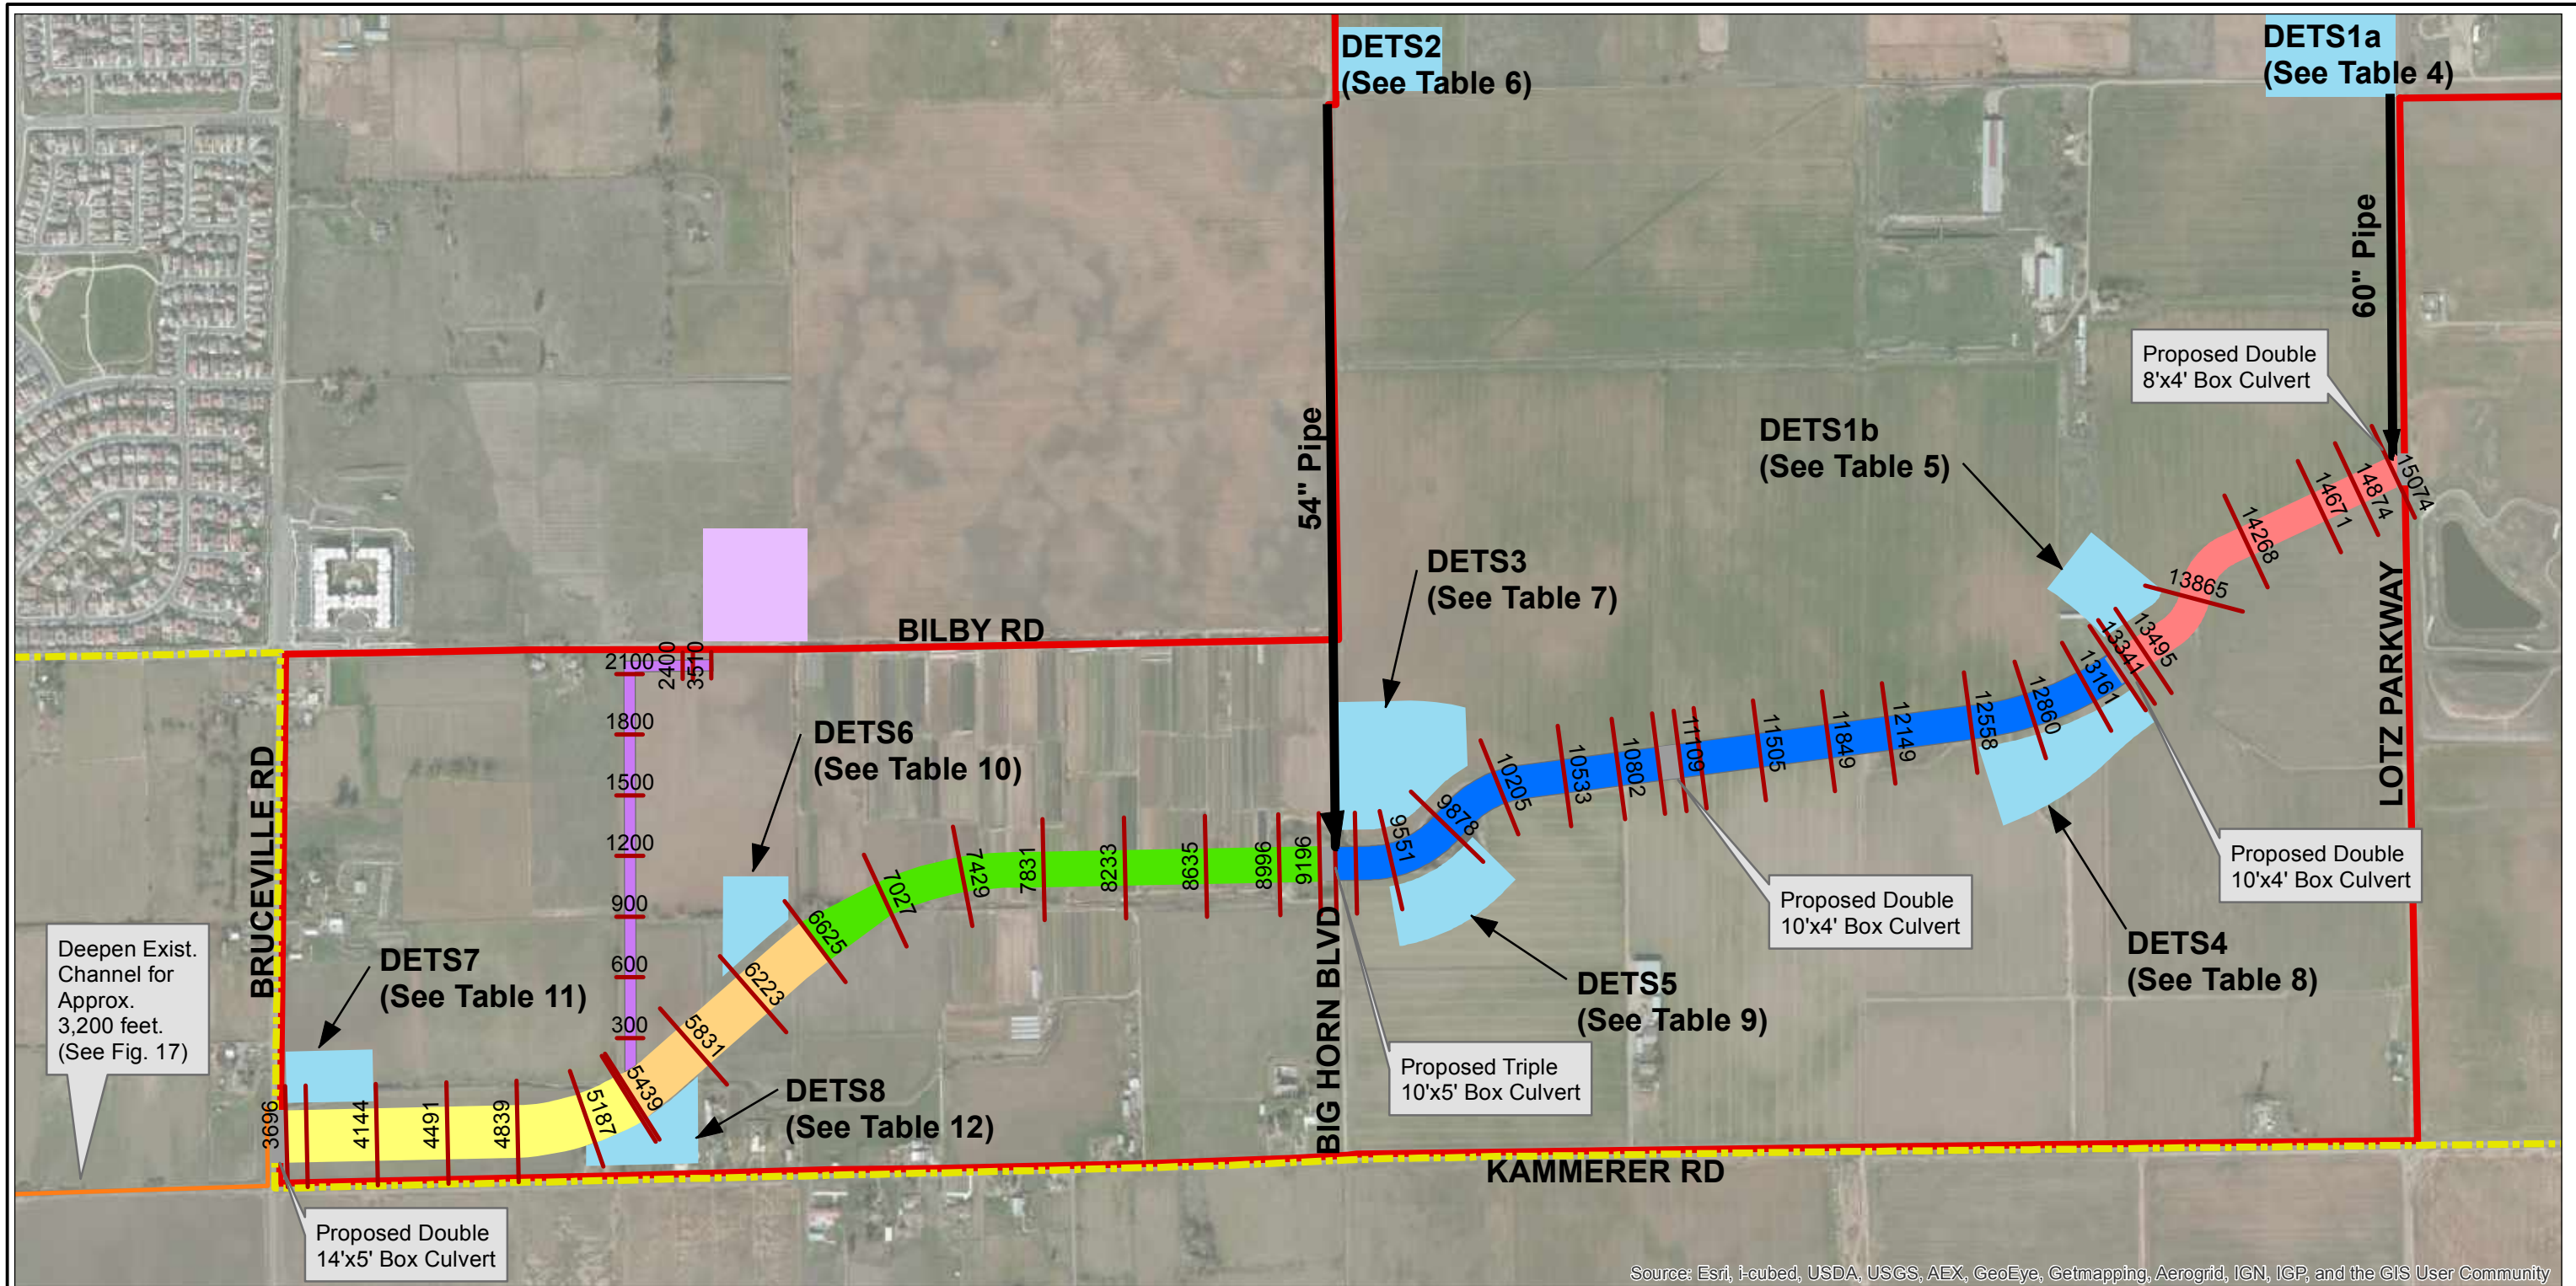 DETS2
(See Table 6)
DETS1a
(See Table 4)
60" Pipe
Proposed Double
8'x4' Box Culvert
54" Pipe
DETS1b
(See Table 5)
15074
14874
14671
14268
13865
13495
13341
13161
12860
12558
12149
11849
11505
11109
10802
10533
10205
9878
9551
DETS3
(See Table 7)
BILBY RD
LOTZ PARKWAY
2100
2400
3510
1800
1500
1200
900
600
300
DETS6
(See Table 10)
BRUCEVILLE RD
9196
8996
8635
8233
7831
7429
7027
6625
6223
5831
5439
5187
4839
4491
4144
3696
Proposed Double
10'x4' Box Culvert
Proposed Double
10'x4' Box Culvert
BIG HORN BLVD
DETS4
(See Table 8)
DETS5
(See Table 9)
Deepen Exist.
Channel for
Approx.
3,200 feet.
(See Fig. 17)
DETS7
(See Table 11)
DETS8
(See Table 12)
Proposed Triple
10'x5' Box Culvert
KAMMERER RD
Proposed Double
14'x5' Box Culvert
Source: Esri, i-cubed, USDA, USGS, AEX, GeoEye, Getmapping, Aerogrid, IGN, IGP, and the GIS User Community